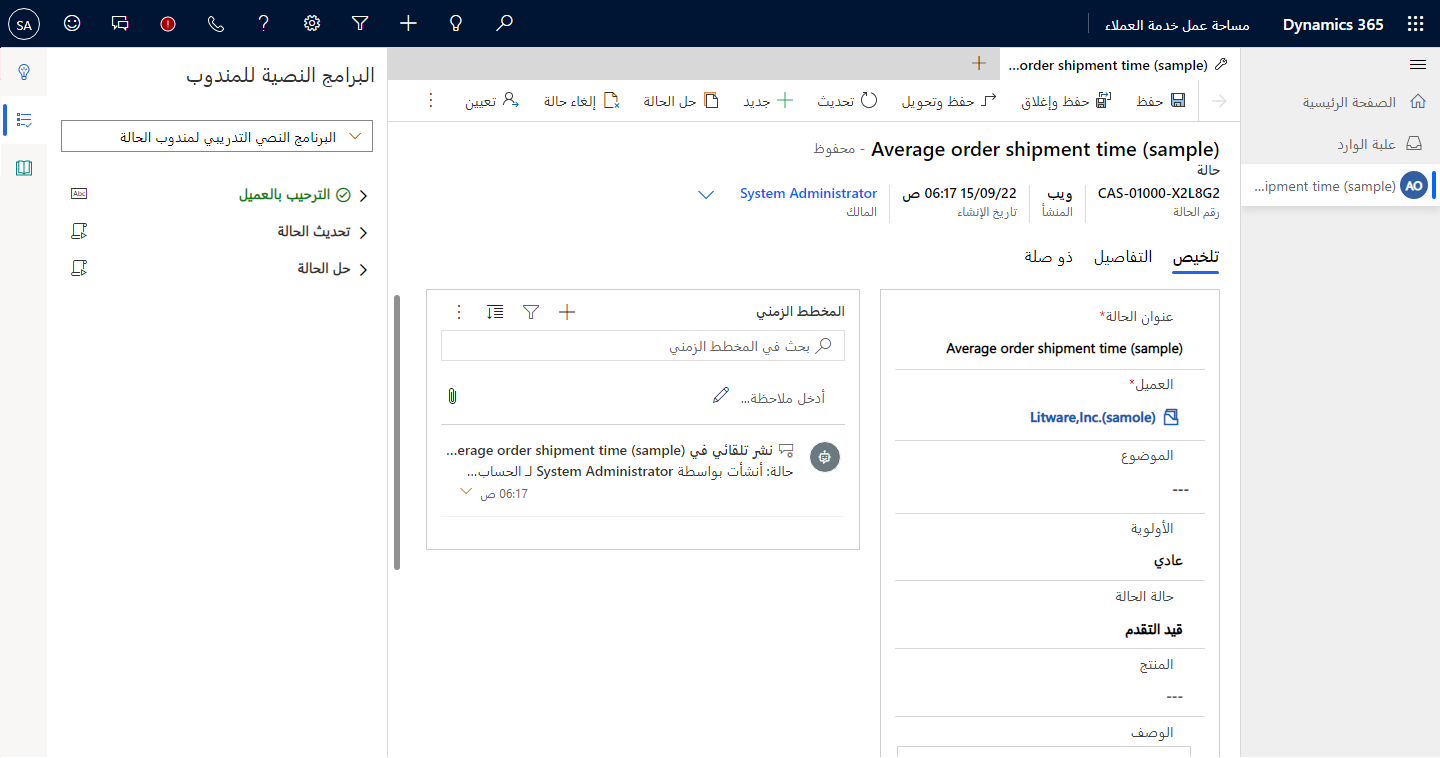 Dynamics 365
مساحة عمل خدمة العملاء
SA
الصفحة الرئيسية
علبة الوارد
AO
ipment time (sample)...
order shipment time (sample)...
حفظ
حفظ وإغلاق
حفظ وتحويل
تحديث
جديد
حل الحالة
إلغاء حالة
تعيين
Average order shipment time (sample) - محفوظ
حالة
CAS-01000-X2L8G2
رقم الحالة
ويب
المنشأ
15/09/22 06:17 ص
تاريخ الإنشاء
System Administrator
المالك
تلخيص
التفاصيل
ذو صلة
عنوان الحالة*
Average order shipment time (sample)
العميل*
Litware,Inc.(samole)
الموضوع
---
الأولوية
عادي
حالة الحالة
قيد التقدم
المنتج
---
الوصف
المخطط الزمني
بحث في المخطط الزمني
أدخل ملاحظة...
نشر تلقائي في erage order shipment time (sample)...
حالة: أنشأت بواسطة System Administrator لـ الحساب...
06:17 ص
البرامج النصية للمندوب
البرنامج النصي التدريبي لمندوب الحالة
الترحيب بالعميل
Abc
تحديث الحالة
حل الحالة